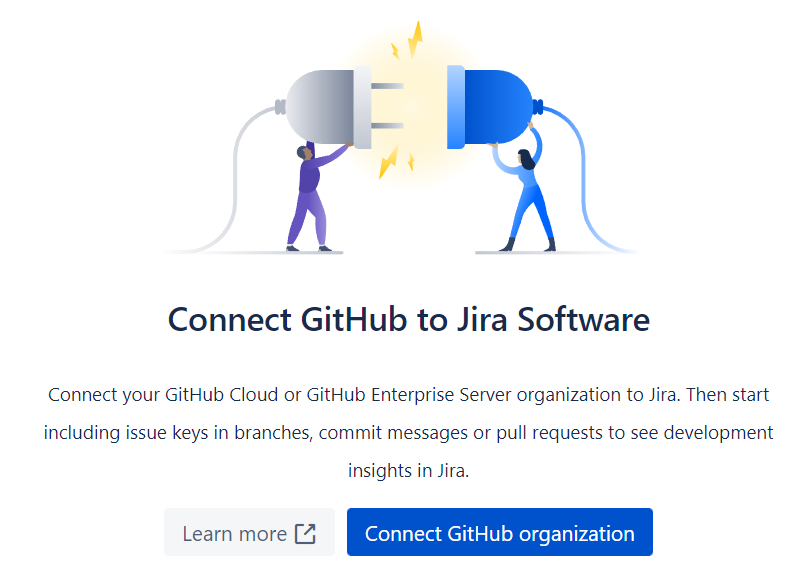 Connect GitHub to Jira Software
Connect your GitHub Cloud or GitHub Enterprise Server organization to Jira. Then start
including issue keys in branches, commit messages or pull requests to see development
insights in Jira.
Learn more
Connect GitHub organization